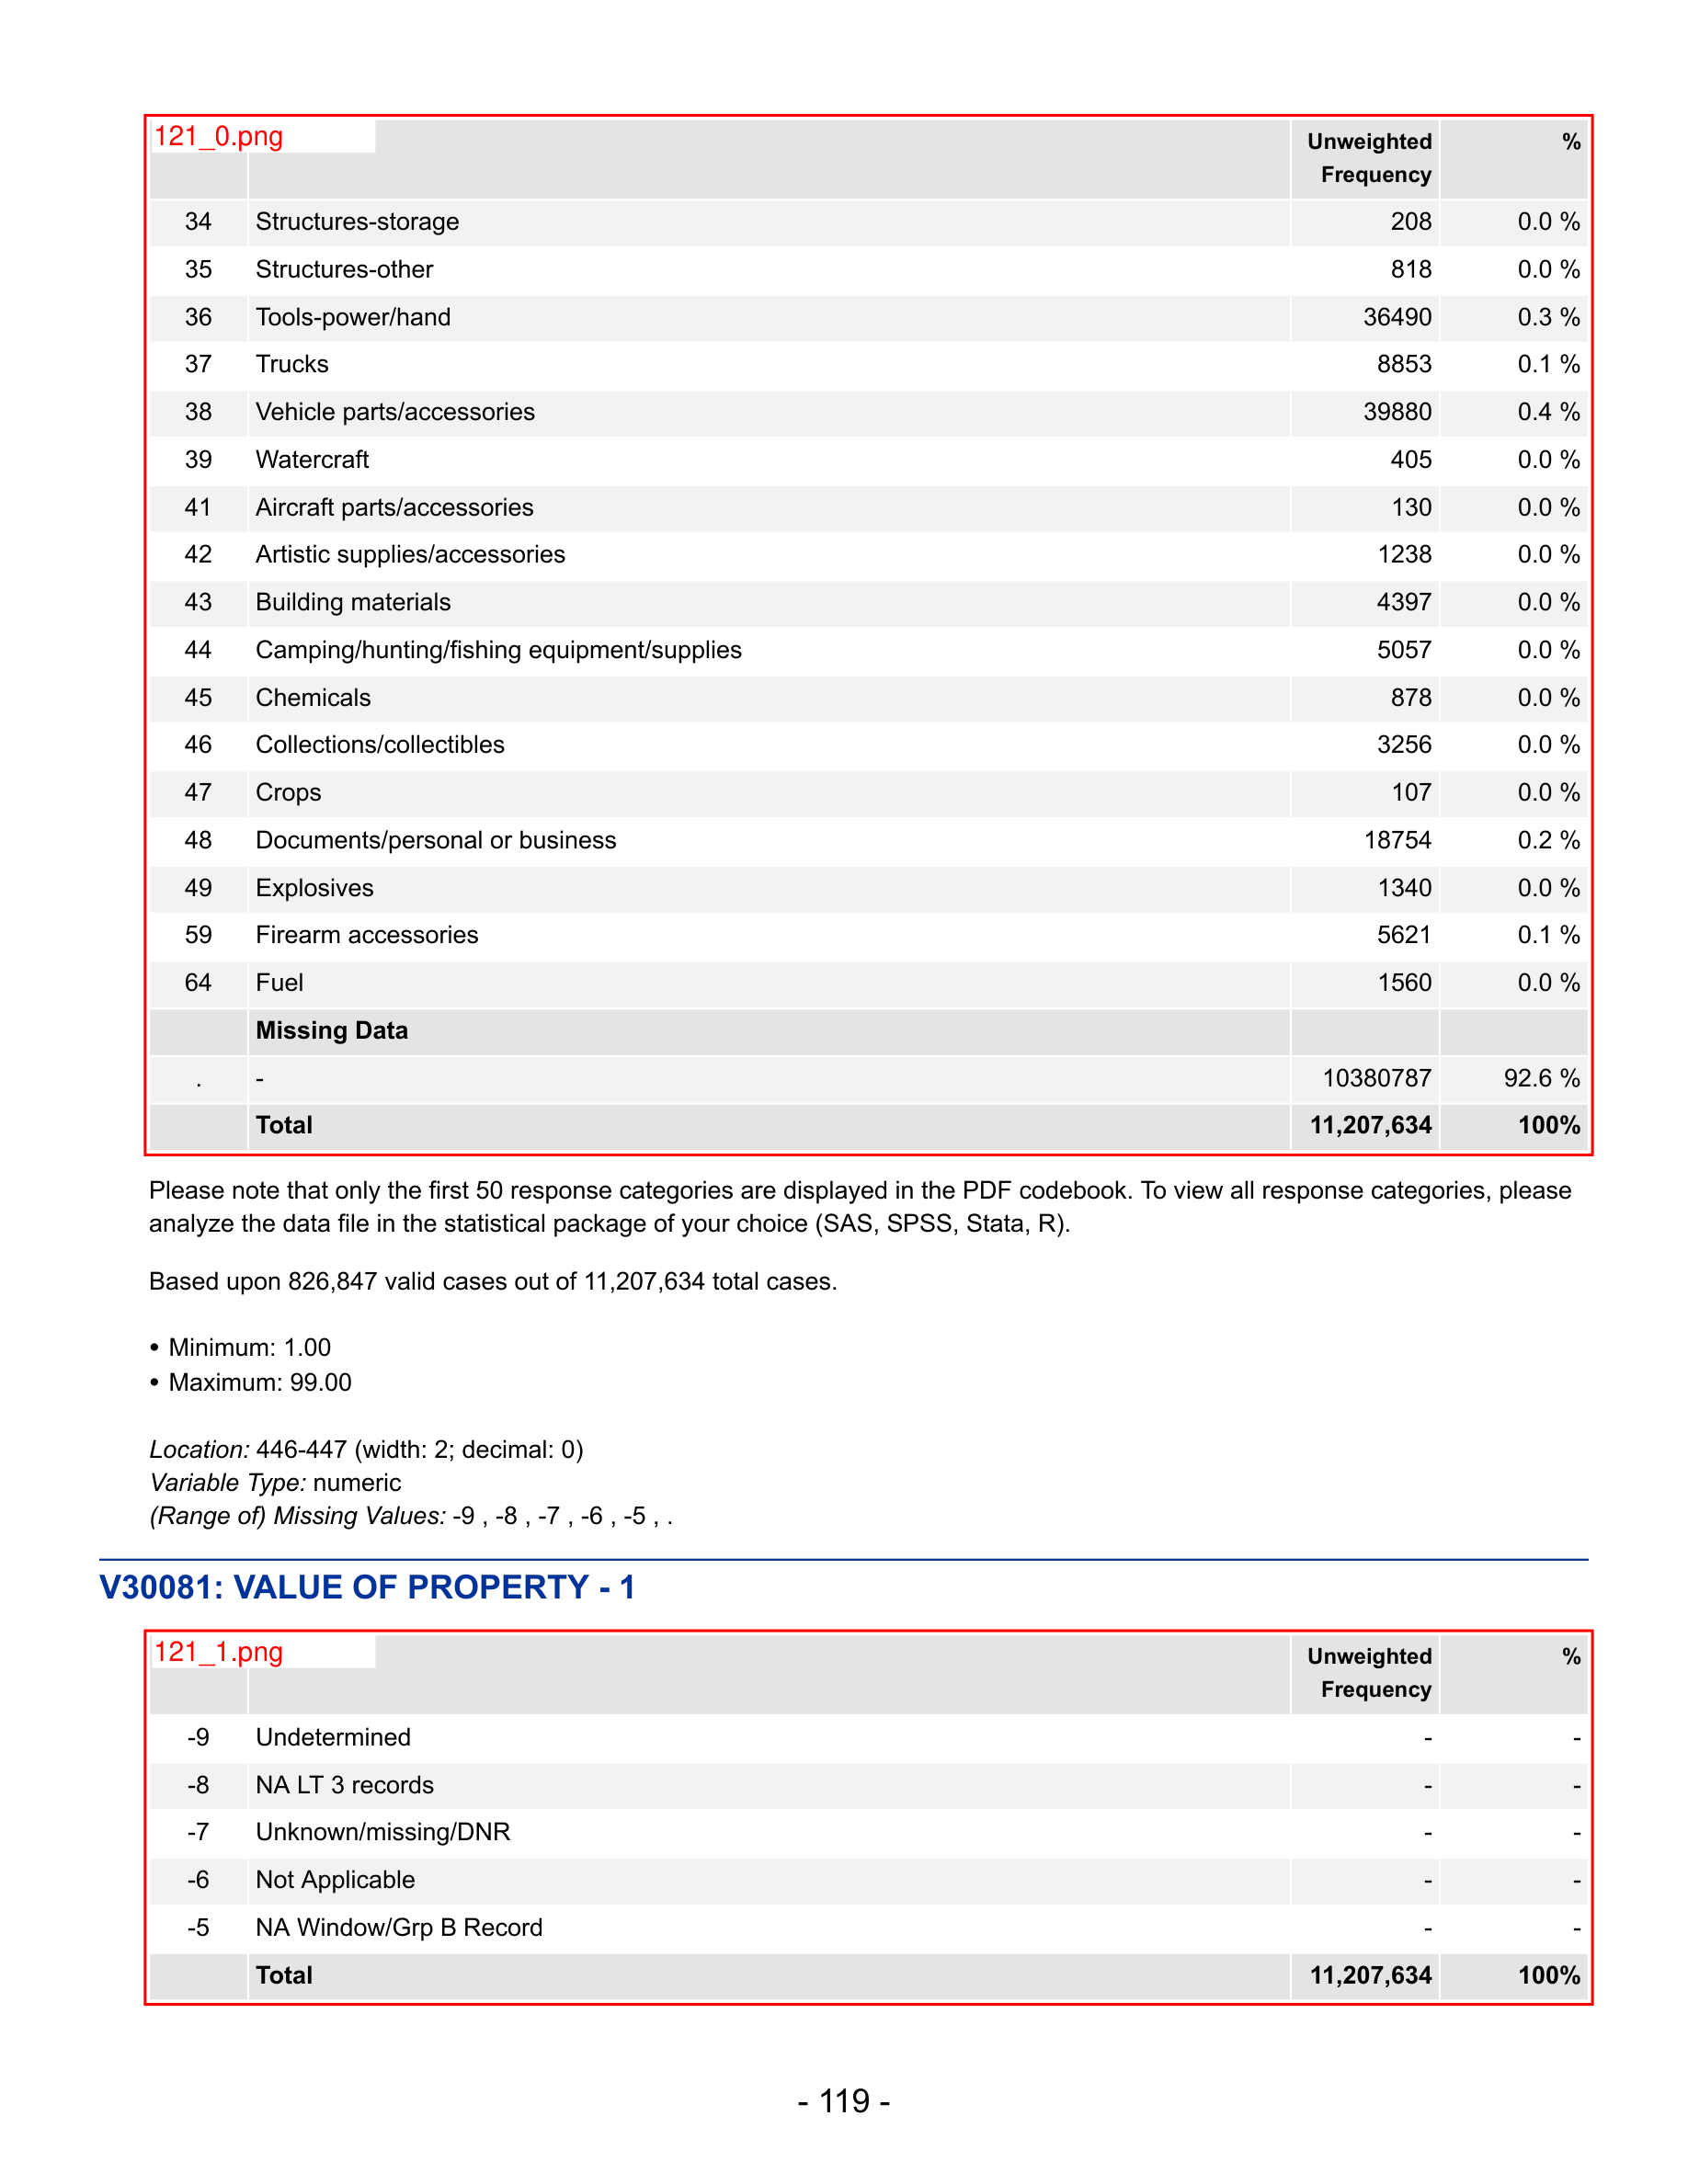 121_0.png
Unweighted Frequency %
34 Structures-storage 208 0.0 %
35 Structures-other 818 0.0 %
36 Tools-power/hand 36490 0.3 %
37 Trucks 8853 0.1 %
38 Vehicle parts/accessories 39880 0.4 %
39 Watercraft 405 0.0 %
41 Aircraft parts/accessories 130 0.0 %
42 Artistic supplies/accessories 1238 0.0 %
43 Building materials 4397 0.0 %
44 Camping/hunting/fishing equipment/supplies 5057 0.0 %
45 Chemicals 878 0.0 %
46 Collections/collectibles 3256 0.0 %
47 Crops 107 0.0 %
48 Documents/personal or business 18754 0.2 %
49 Explosives 1340 0.0 %
59 Firearm accessories 5621 0.1 %
64 Fuel 1560 0.0 %
Missing Data
. - 10380787 92.6 %
Total 11,207,634 100%
Please note that only the first 50 response categories are displayed in the PDF codebook. To view all response categories, please
analyze the data file in the statistical package of your choice (SAS, SPSS, Stata, R).
Based upon 826,847 valid cases out of 11,207,634 total cases.
• Minimum: 1.00
• Maximum: 99.00
Location: 446-447 (width: 2; decimal: 0)
Variable Type: numeric
(Range of) Missing Values: -9 , -8 , -7 , -6 , -5 , .
V30081: VALUE OF PROPERTY - 1
121_1.png
Unweighted Frequency %
-9 Undetermined - -
-8 NA LT 3 records - -
-7 Unknown/missing/DNR - -
-6 Not Applicable - -
-5 NA Window/Grp B Record - -
Total 11,207,634 100%
- 119 -